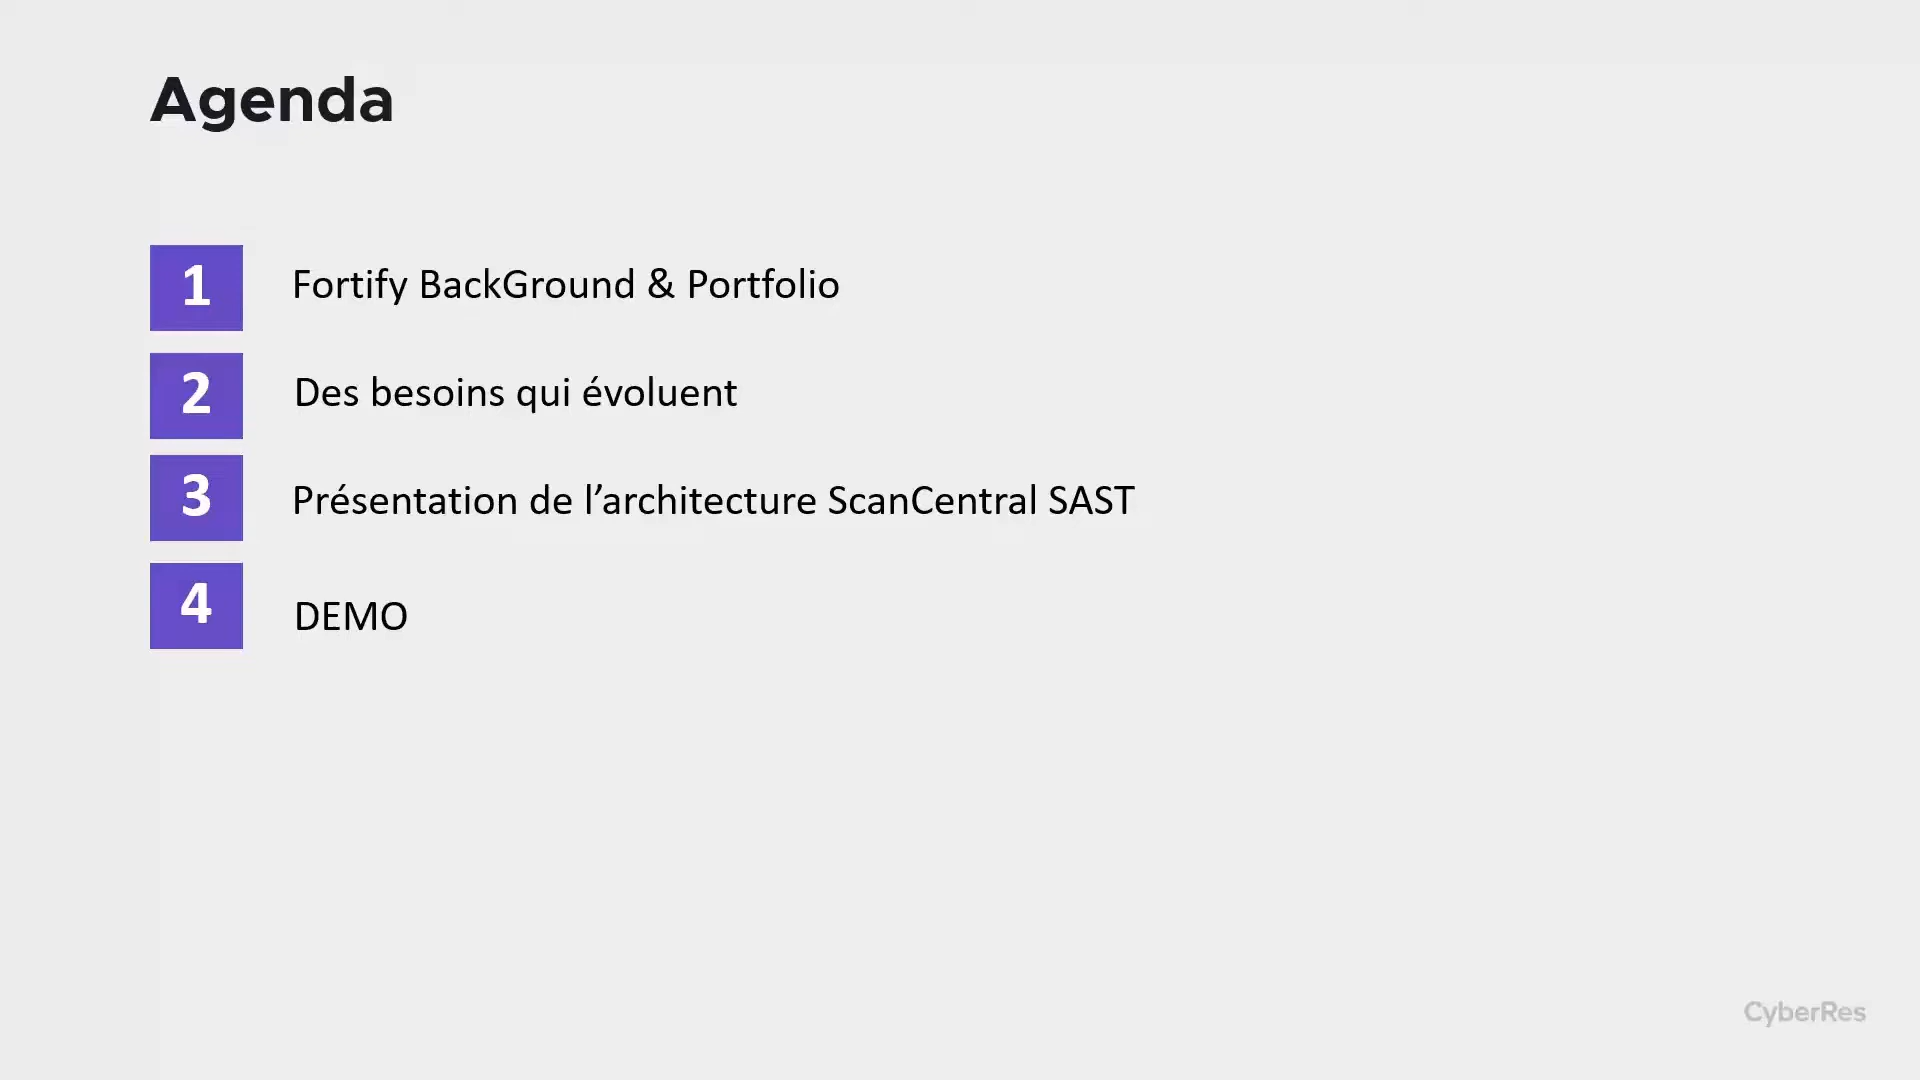 Agenda
1 Fortify BackGround & Portfolio
2 Des besoins qui évoluent
3 Présentation de l’architecture ScanCentral SAST
4 DEMO
CyberRes